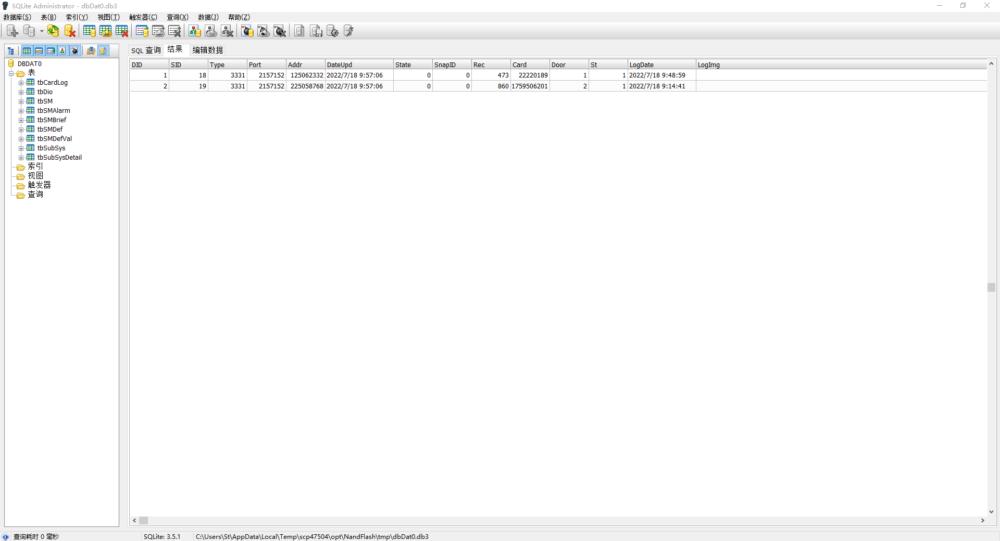 SQLite Administrator - dbDat0.db3
数据库(S) 表(B) 索引(Y) 视图(T) 触发器(C) 查询(X) 数据(J) 帮助(Z)
SQL 查询 结果 编辑数据
DBDAT0
表
tbCardLog
tbDio
tbSM
tbSMAlarm
tbSMBrief
tbSMDef
tbSMDefVal
tbSubSys
tbSubSysDetail
索引
视图
触发器
查询
DID SID Type Port Addr DateUpd State SnapID Rec Card Door St LogDate LogImg
1 18 3331 2157152 125062332 2022/7/18 9:57:06 0 0 473 22220189 1 1 2022/7/18 9:48:59
2 19 3331 2157152 225058768 2022/7/18 9:57:06 0 0 860 1759506201 2 1 2022/7/18 9:14:41
查询耗时 0 毫秒 SQLite: 3.5.1 C:\Users\St\AppData\Local\Temp\scp47504\opt\NandFlash\tmp\dbDat0.db3